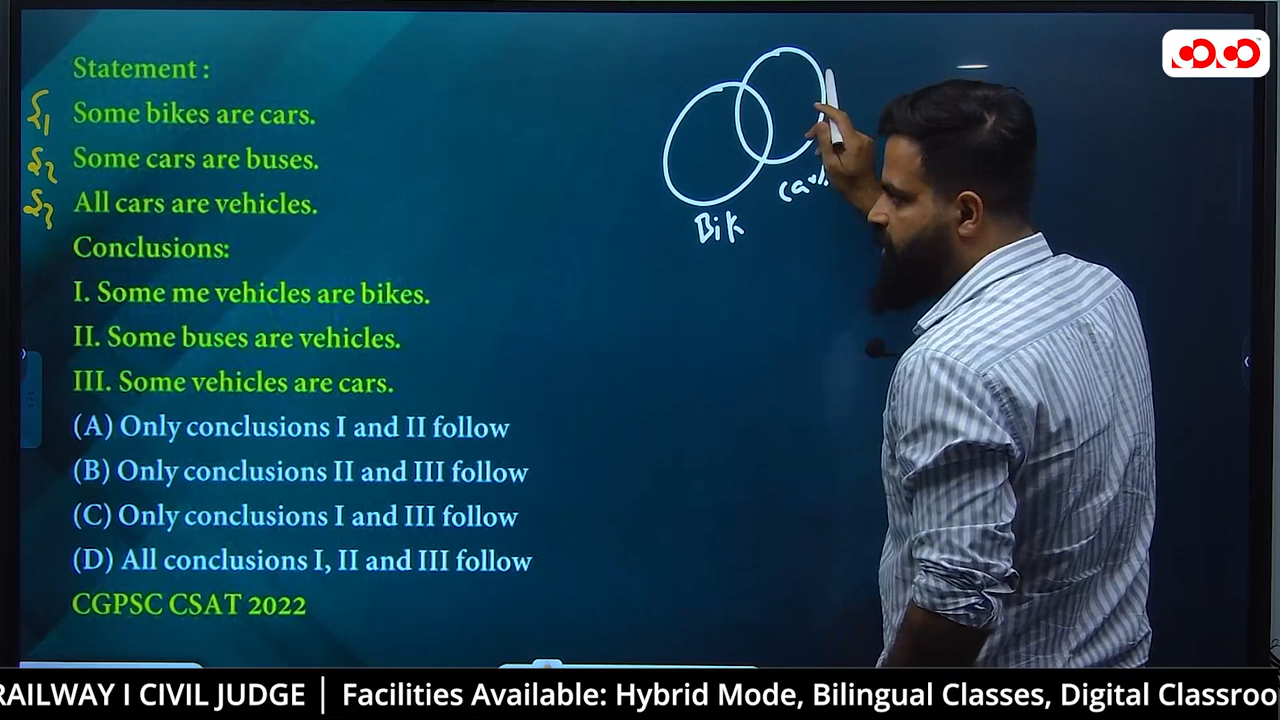 Statement :
S1 Some bikes are cars.
S2 Some cars are buses.
S3 All cars are vehicles.
Conclusions:
I. Some me vehicles are bikes.
II. Some buses are vehicles.
III. Some vehicles are cars.
(A) Only conclusions I and II follow
(B) Only conclusions II and III follow
(C) Only conclusions I and III follow
(D) All conclusions I, II and III follow
CGPSC CSAT 2022
Bik
RAILWAY I CIVIL JUDGE | Facilities Available: Hybrid Mode, Bilingual Classes, Digital Classroo